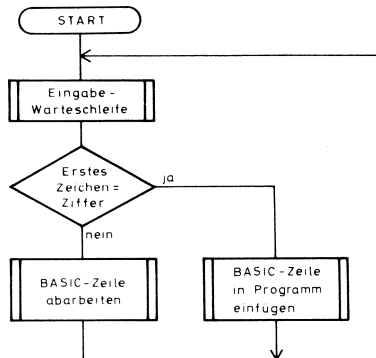 START
Eingabe-
Warteschleife
Erstes
Zeichen=
Ziffer
ja
nein
BASIC-Zeile
abarbeiten
BASIC-Zeile
in Programm
einfügen